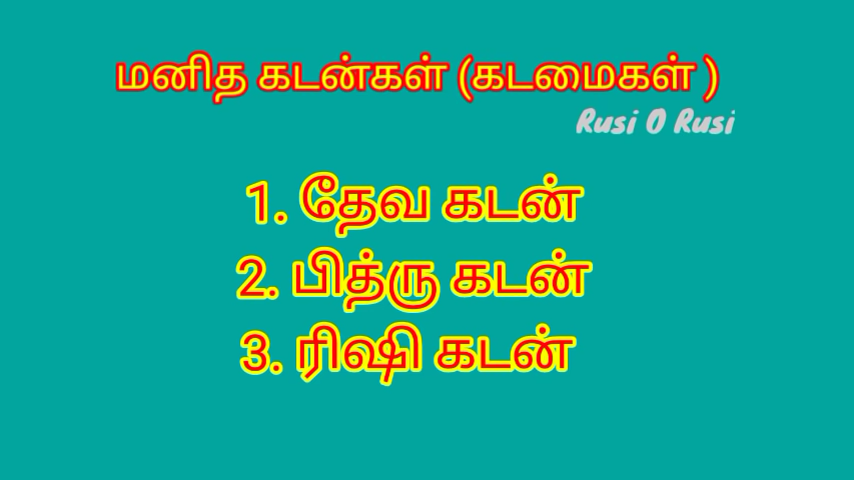 மனித கடன்கள் (கடமைகள் )
Rusi O Rusi
1. தேவ கடன்
2. பித்ரு கடன்
3. ரிஷி கடன்